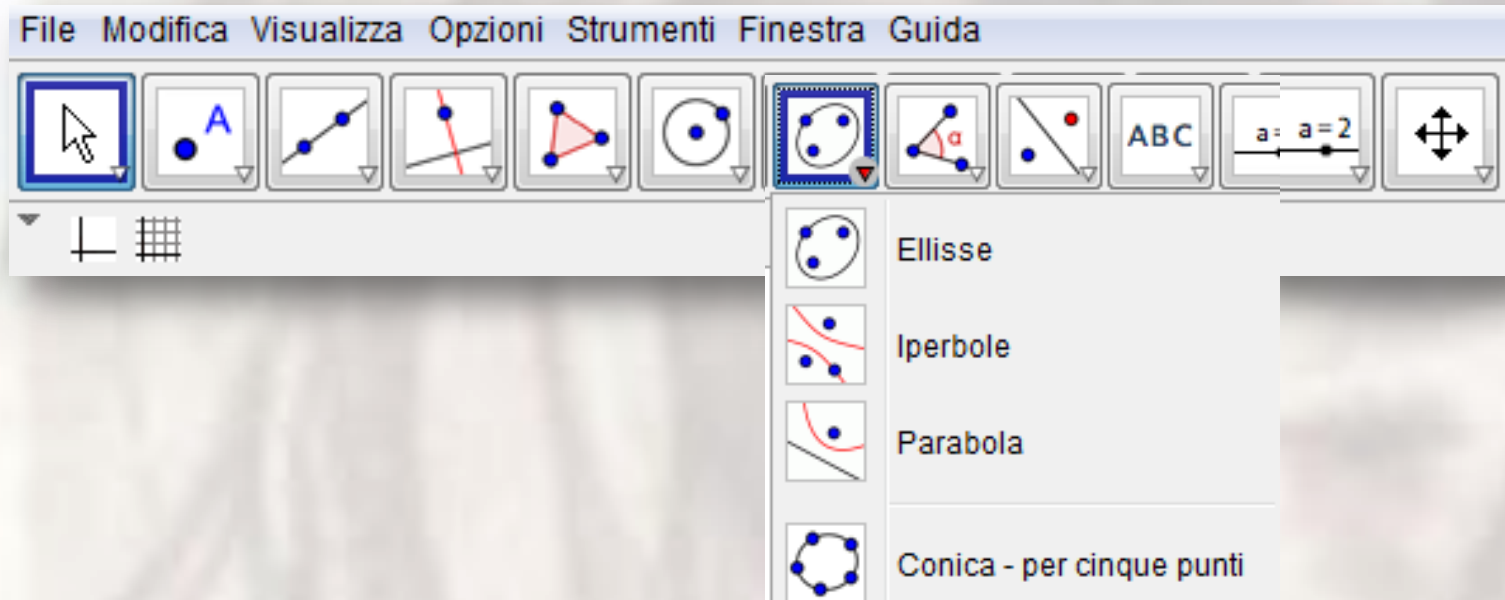 File Modifica Visualizza Opzioni Strumenti Finestra Guida
A α ABC a= a=2
Ellisse
Iperbole
Parabola
Conica - per cinque punti